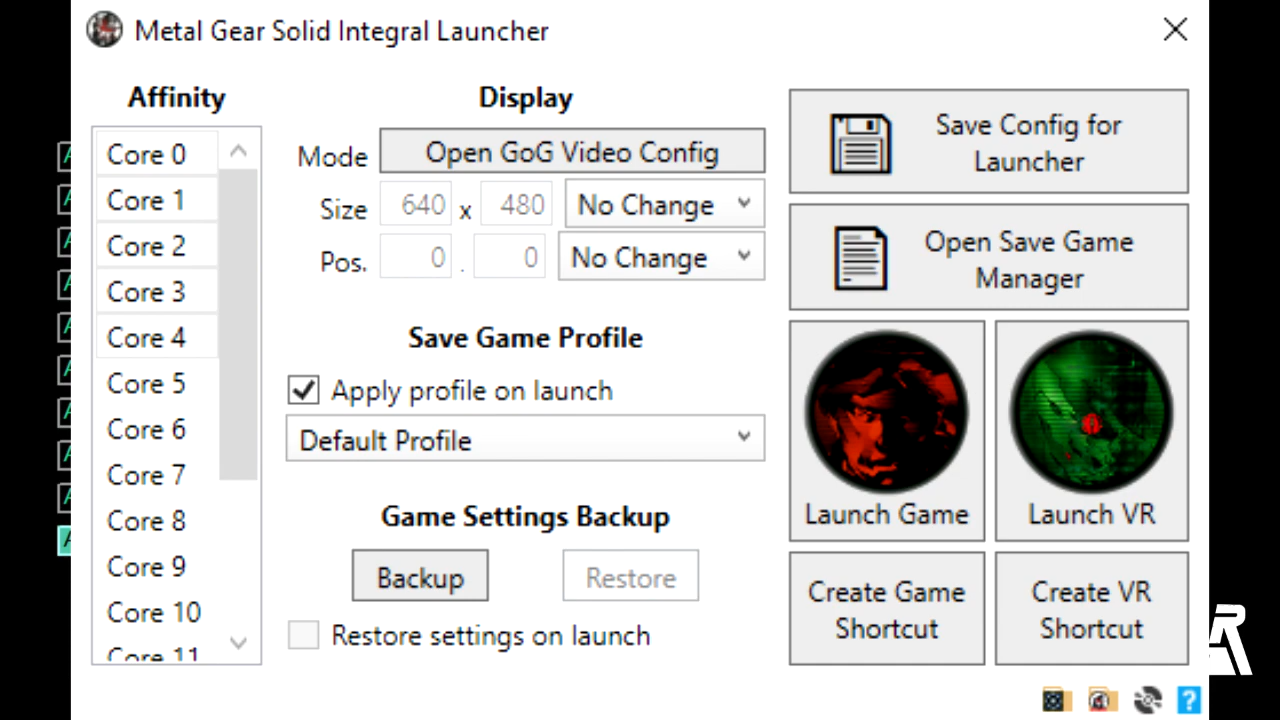 Metal Gear Solid Integral Launcher
Affinity
Core 0
Core 1
Core 2
Core 3
Core 4
Core 5
Core 6
Core 7
Core 8
Core 9
Core 10
Core 11
Display
Mode Open GoG Video Config
Size 640 x 480 No Change
Pos. 0 . 0 No Change
Save Game Profile
Apply profile on launch
Default Profile
Game Settings Backup
Backup Restore
Restore settings on launch
Save Config for
Launcher
Open Save Game
Manager
Launch Game
Launch VR
Create Game
Shortcut
Create VR
Shortcut
?